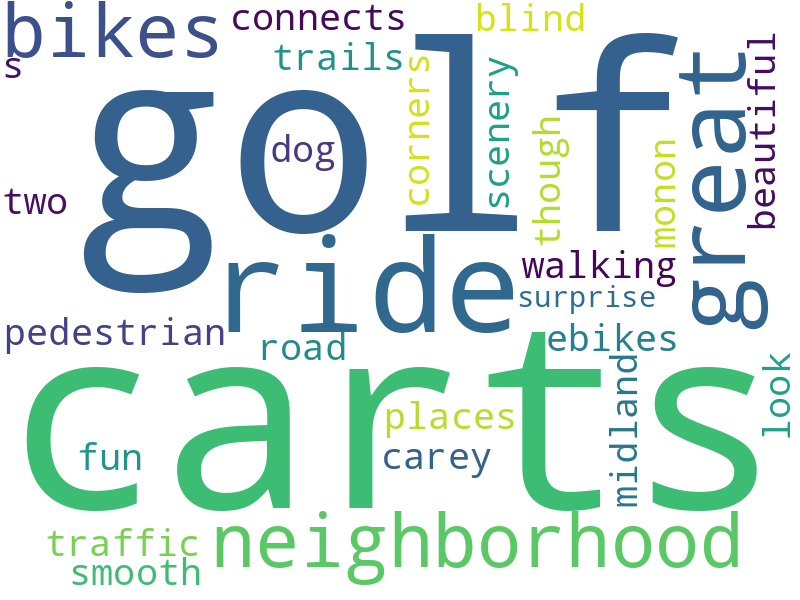 bikes
connects
blind
s
trails
golf
corners
scenery
great
beautiful
dog
though
monon
two
ride
walking
surprise
pedestrian
road
ebikes
carts
midland
look
places
fun
carey
traffic
neighborhood
smooth